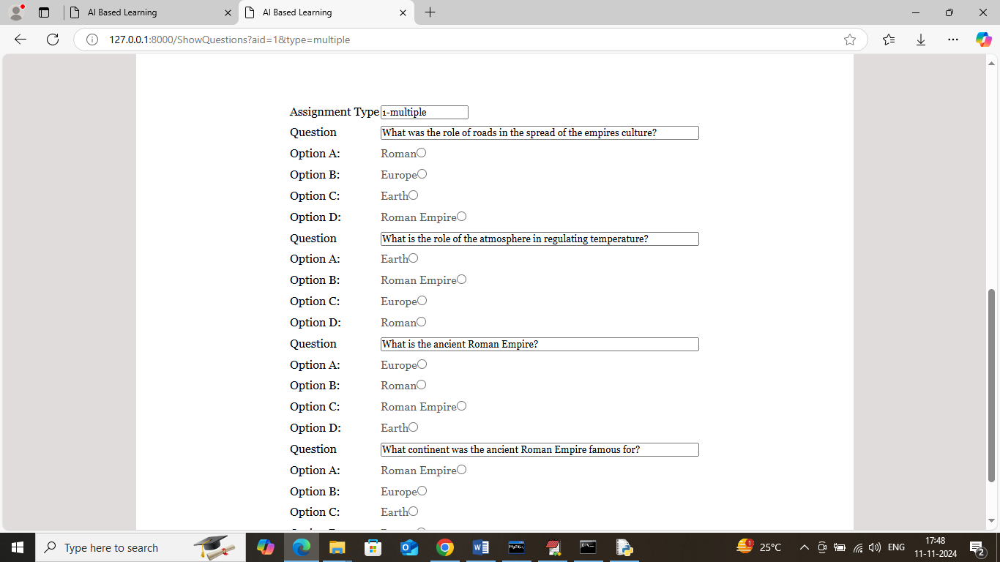 AI Based Learning
AI Based Learning
127.0.0.1:8000/ShowQuestions?aid=1&type=multiple
Assignment Type 1-multiple
Question What was the role of roads in the spread of the empires culture?
Option A: Roman
Option B: Europe
Option C: Earth
Option D: Roman Empire
Question What is the role of the atmosphere in regulating temperature?
Option A: Earth
Option B: Roman Empire
Option C: Europe
Option D: Roman
Question What is the ancient Roman Empire?
Option A: Europe
Option B: Roman
Option C: Roman Empire
Option D: Earth
Question What continent was the ancient Roman Empire famous for?
Option A: Roman Empire
Option B: Europe
Option C: Earth
Type here to search
1
25°C
ENG
17:48
11-11-2024
2